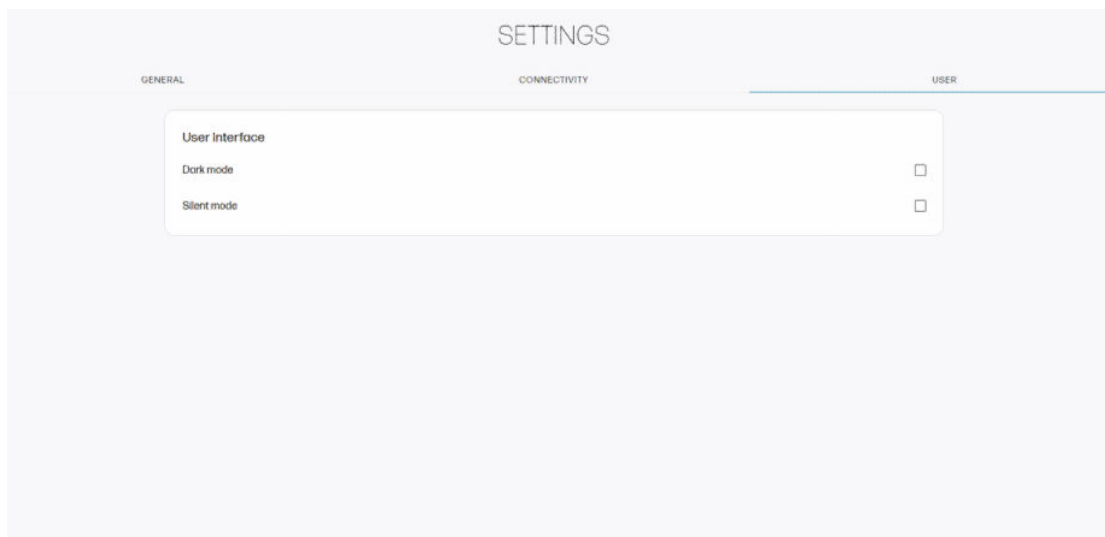 SETTINGS
GENERAL CONNECTIVITY USER
User interface
Dark mode
Silent mode